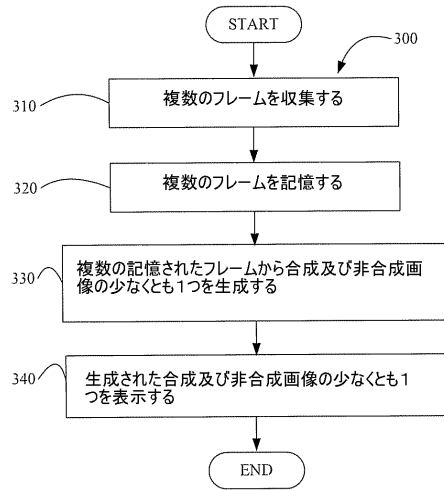 START
300
310
複数のフレームを収集する
320
複数のフレームを記憶する
330
複数の記憶されたフレームから合成及び非合成画
像の少なくとも１つを生成する
340
生成された合成及び非合成画像の少なくとも１
つを表示する
END